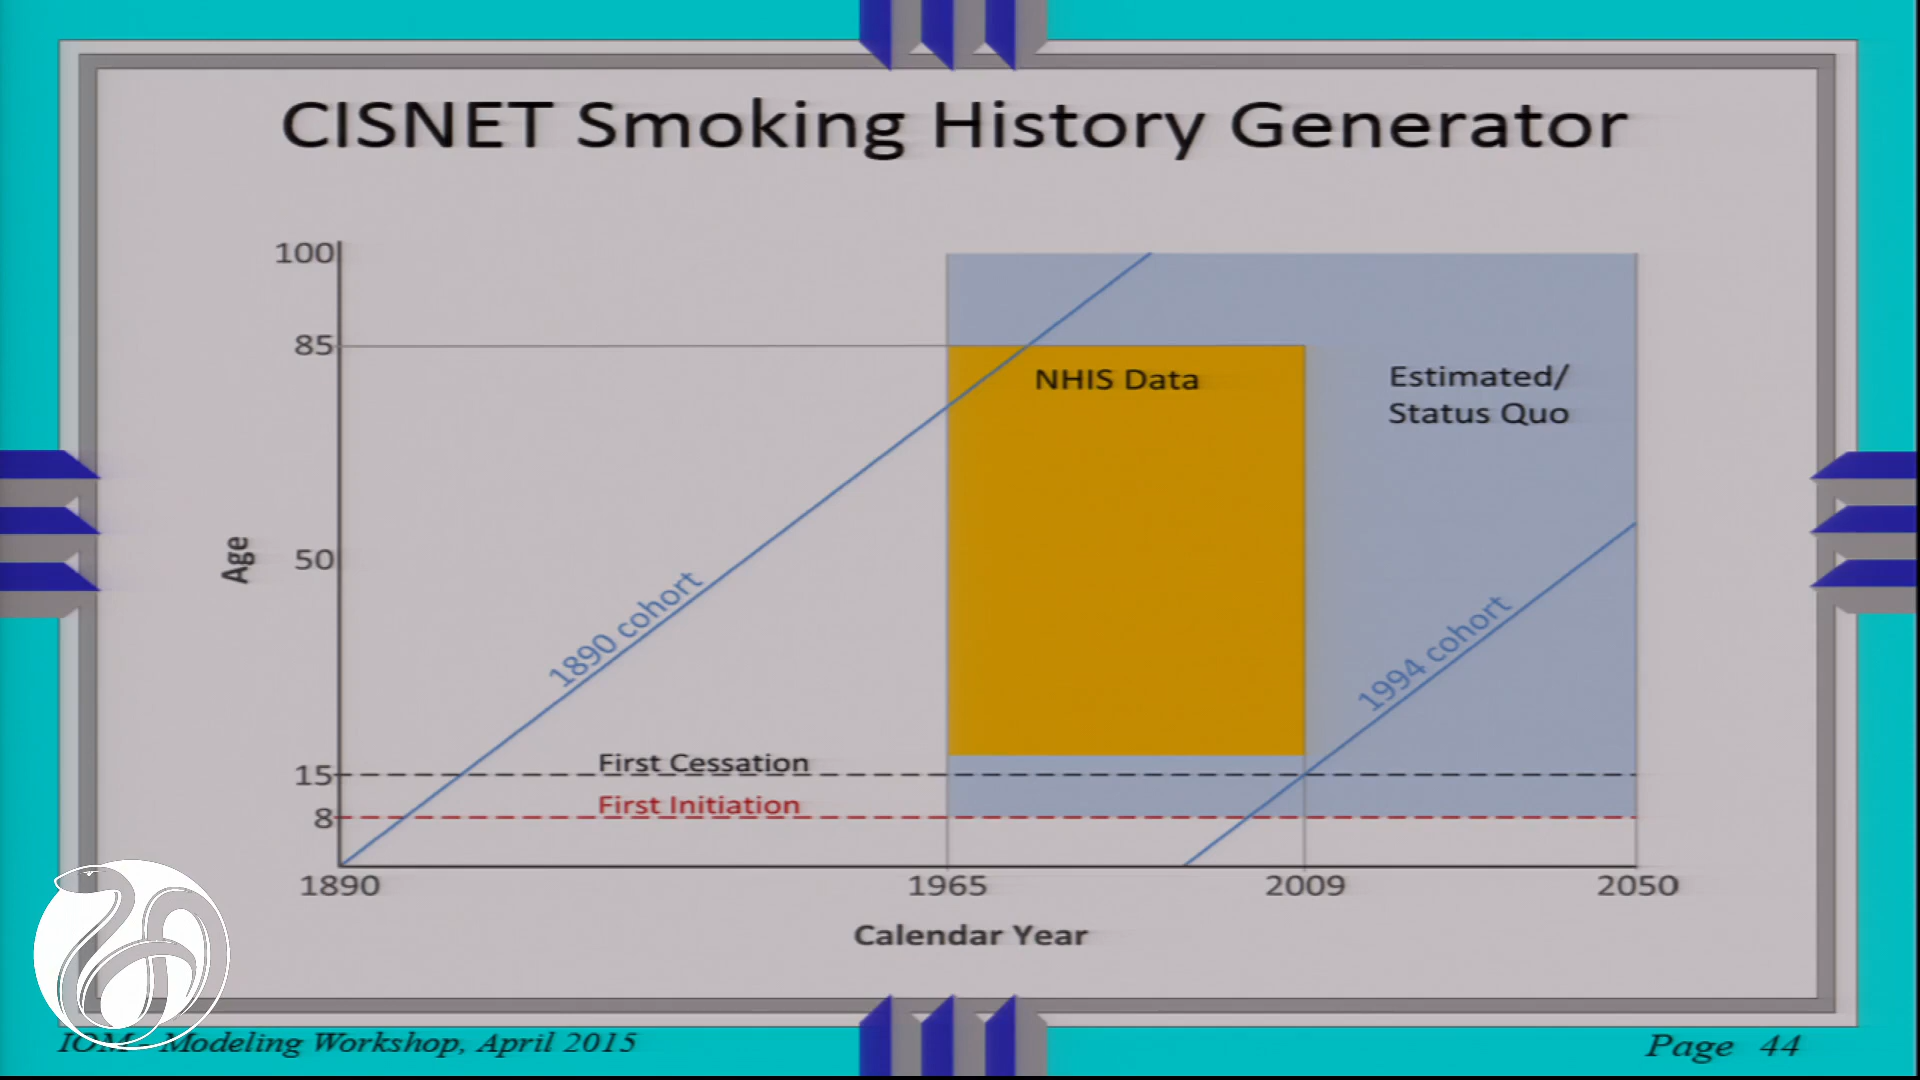 CISNET Smoking History Generator
100
85
NHIS Data
Estimated/
Status Quo
Age
50
1890 cohort
1994 cohort
First Cessation
15
First Initiation
8
1890
1965
2009
2050
Calendar Year
IOM - Modeling Workshop, April 2015
Page 44